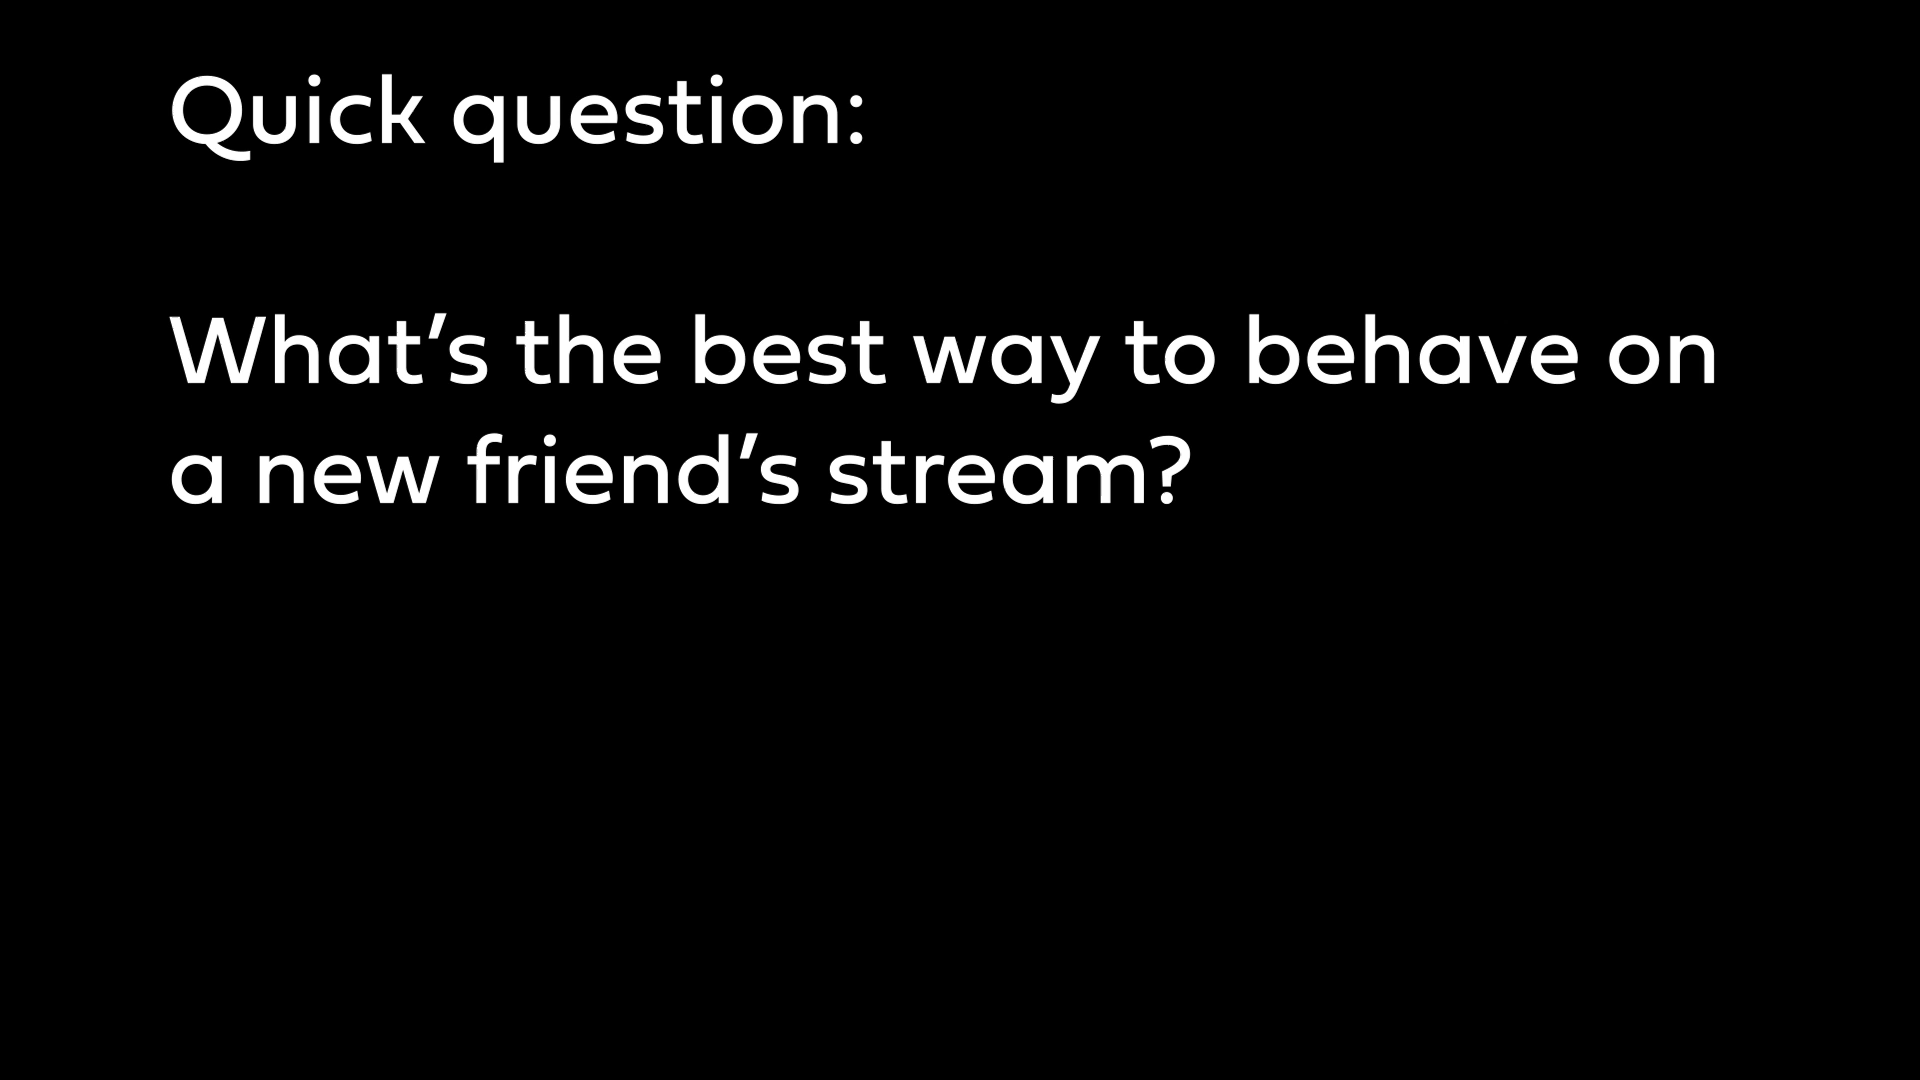 Quick question:
What’s the best way to behave on
a new friend’s stream?